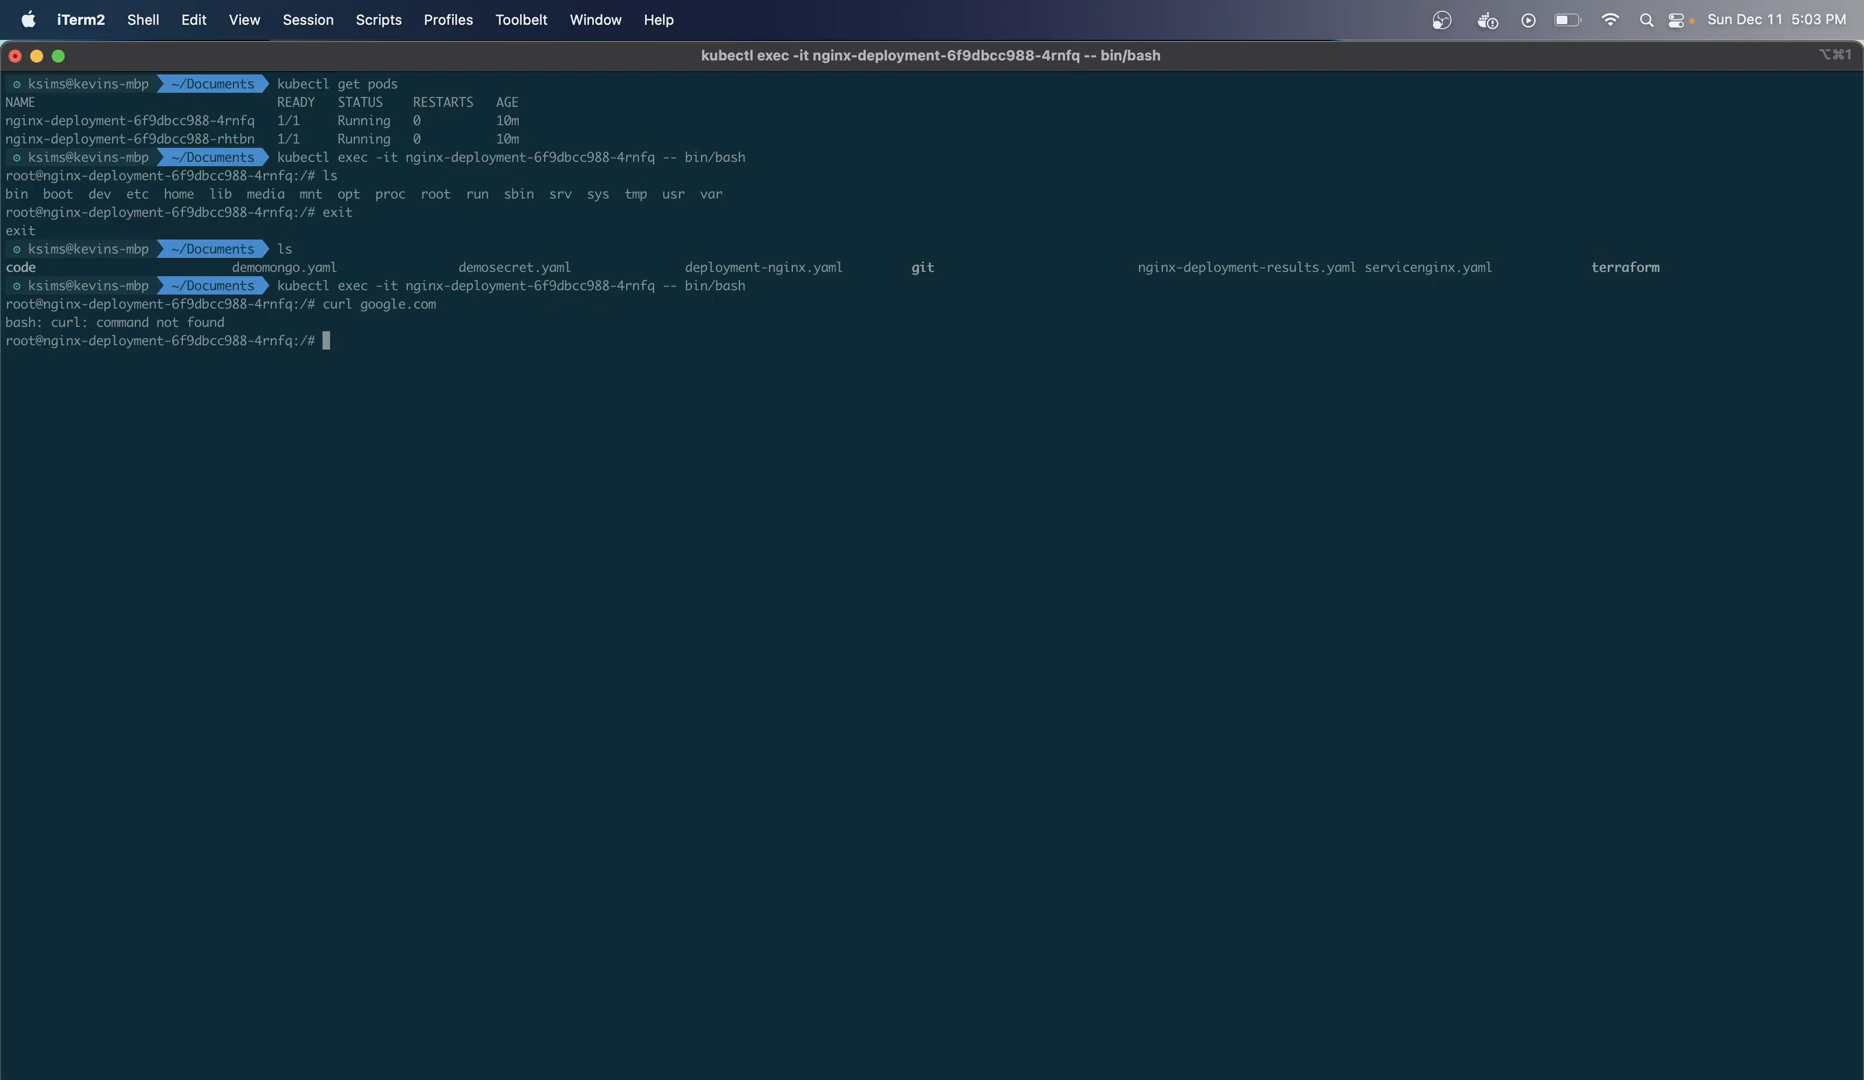 iTerm2 Shell Edit View Session Scripts Profiles Toolbelt Window Help Sun Dec 11 5:03 PM
kubectl exec -it nginx-deployment-6f9dbcc988-4rnfq -- bin/bash ⌥⌘1
ksims@kevins-mbp ~/Documents kubectl get pods
NAME READY STATUS RESTARTS AGE
nginx-deployment-6f9dbcc988-4rnfq 1/1 Running 0 10m
nginx-deployment-6f9dbcc988-rhtbn 1/1 Running 0 10m
ksims@kevins-mbp ~/Documents kubectl exec -it nginx-deployment-6f9dbcc988-4rnfq -- bin/bash
root@nginx-deployment-6f9dbcc988-4rnfq:/# ls
bin boot dev etc home lib media mnt opt proc root run sbin srv sys tmp usr var
root@nginx-deployment-6f9dbcc988-4rnfq:/# exit
exit
ksims@kevins-mbp ~/Documents ls
code demomongo.yaml demosecret.yaml deployment-nginx.yaml git nginx-deployment-results.yaml servicenginx.yaml terraform
ksims@kevins-mbp ~/Documents kubectl exec -it nginx-deployment-6f9dbcc988-4rnfq -- bin/bash
root@nginx-deployment-6f9dbcc988-4rnfq:/# curl google.com
bash: curl: command not found
root@nginx-deployment-6f9dbcc988-4rnfq:/#